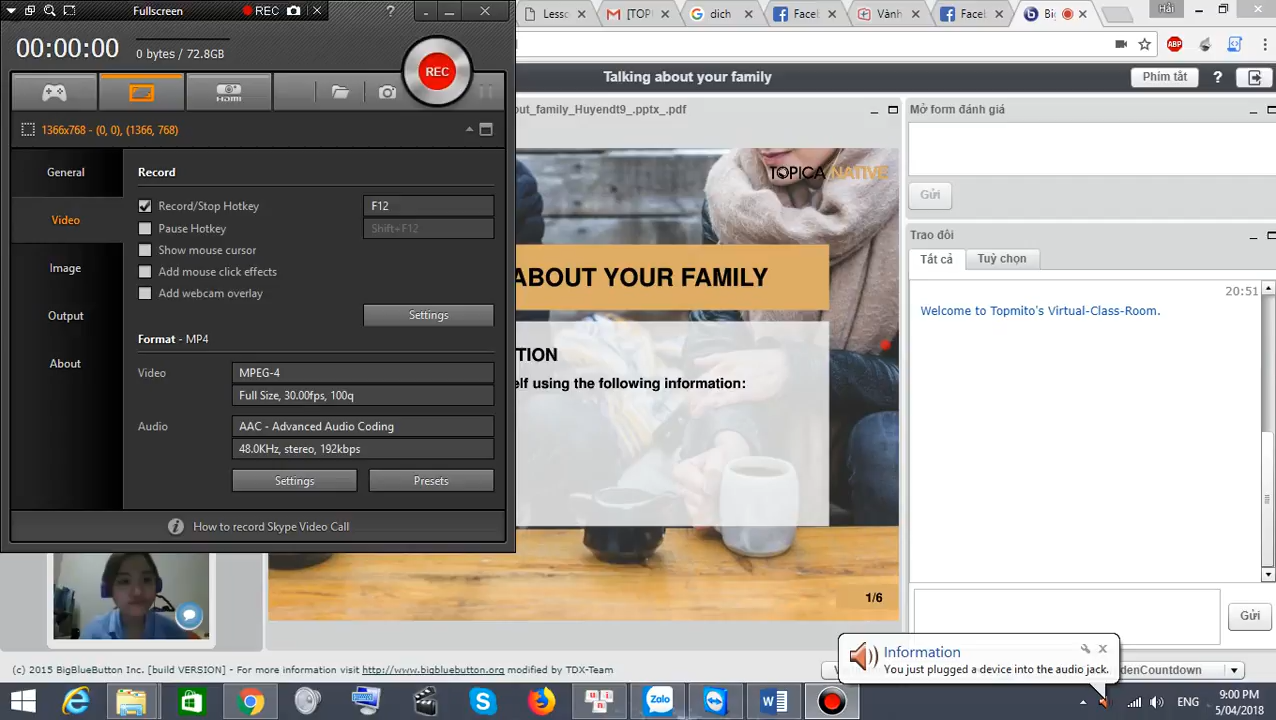 Fullscreen
REC
00:00:00
0 bytes / 72.8GB
REC
HDMI
1366x768 - (0, 0), (1366, 768)
General
Video
Image
Output
About
Record
Record/Stop Hotkey
F12
Pause Hotkey
Shift+F12
Show mouse cursor
Add mouse click effects
Add webcam overlay
Settings
Format - MP4
Video
MPEG-4
Full Size, 30.00fps, 100q
Audio
AAC - Advanced Audio Coding
48.0KHz, stereo, 192kbps
Settings
Presets
How to record Skype Video Call
Lesso
[TOP
dich
Faceb
Vành
Faceb
Big
Hải
ABP
Talking about your family
Phím tắt
out_family_Huyendt9_.pptx_.pdf
TOPICA NATIVE
ABOUT YOUR FAMILY
TION
elf using the following information:
1/6
Mở form đánh giá
Gửi
Trao đổi
Tất cả
Tuỳ chọn
20:51
Welcome to Topmito's Virtual-Class-Room.
Gửi
(c) 2015 BigBlueButton Inc. [build VERSION] - For more information visit http://www.bigbluebutton.org modified by TDX-Team
denCountdown
Information
You just plugged a device into the audio jack.
Zalo
ENG
9:00 PM
5/04/2018